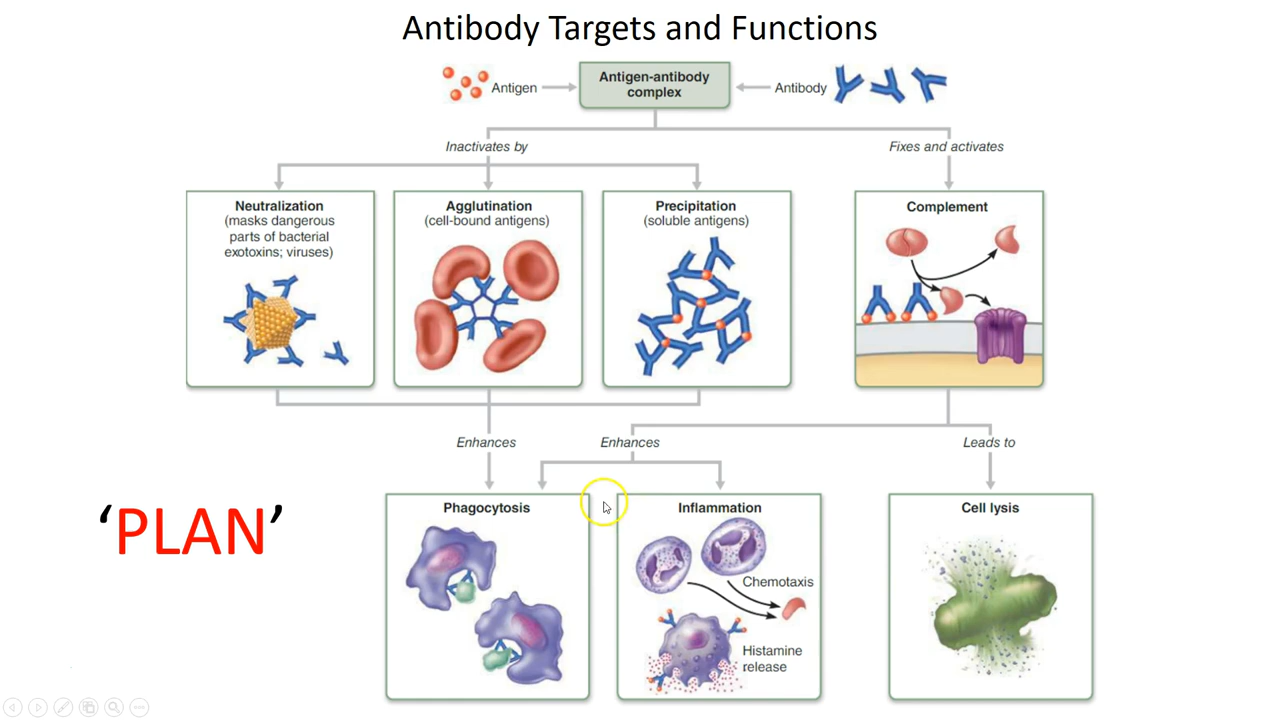 Antibody Targets and Functions
Antigen
Antigen-antibody
complex
Antibody
Inactivates by
Fixes and activates
Neutralization
(masks dangerous
parts of bacterial
exotoxins; viruses)
Agglutination
(cell-bound antigens)
Precipitation
(soluble antigens)
Complement
Enhances
Enhances
Leads to
‘PLAN’
Phagocytosis
Inflammation
Chemotaxis
Histamine
release
Cell lysis